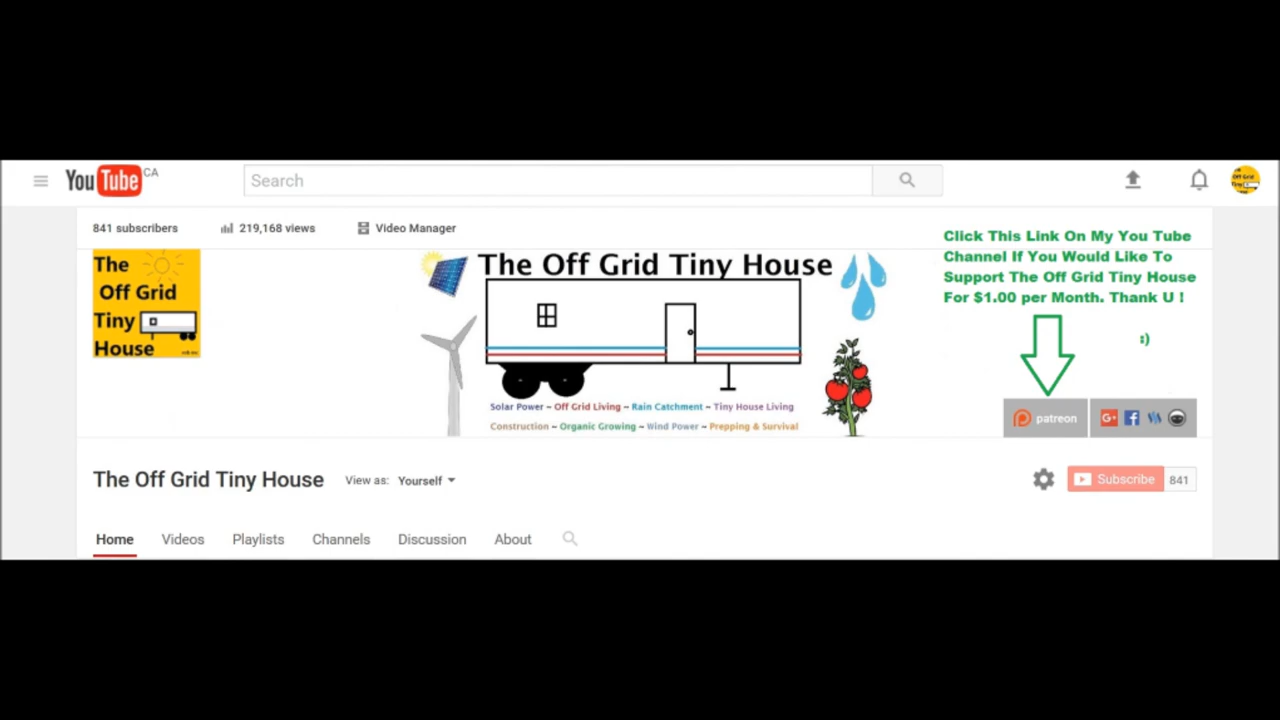 YouTube CA
Search
841 subscribers
219,168 views
Video Manager
The
Off Grid
Tiny
House
The Off Grid Tiny House
Solar Power ~ Off Grid Living ~ Rain Catchment ~ Tiny House Living
Construction ~ Organic Growing ~ Wind Power ~ Prepping & Survival
Click This Link On My You Tube
Channel If You Would Like To
Support The Off Grid Tiny House
For $1.00 per Month. Thank U !
:)
patreon
G+
The Off Grid Tiny House
View as: Yourself
Subscribe 841
Home Videos Playlists Channels Discussion About